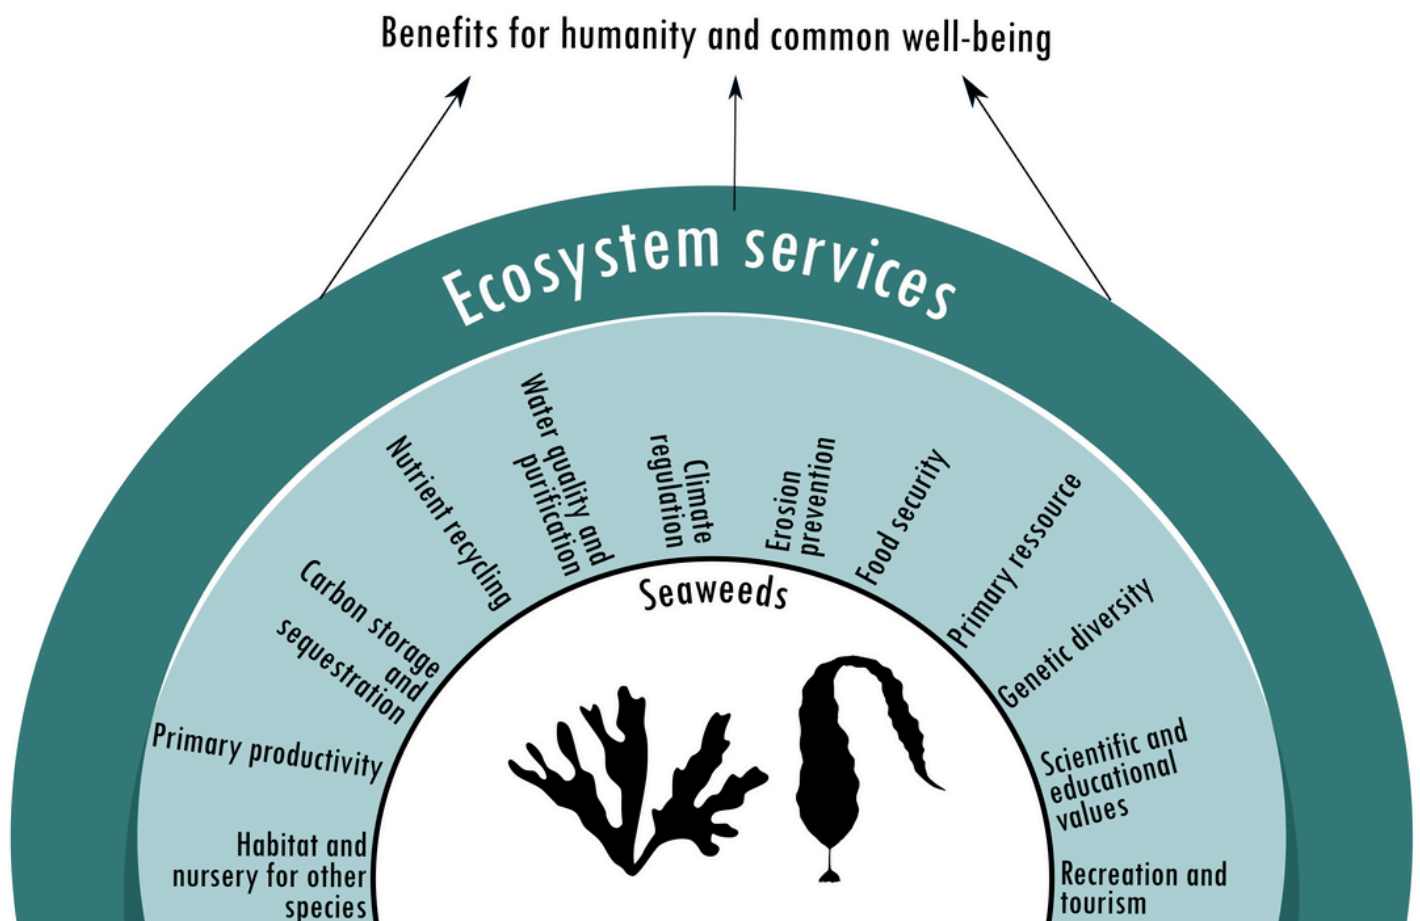 Benefits for humanity and common well-being
Ecosystem services
Habitat and
nursery for other
species
Primary productivity
Carbon storage
and
sequestration
Nutrient recycling
Water quality and
purification
Climate
regulation
Erosion
prevention
Food security
Primary ressource
Genetic diversity
Scientific and
educational
values
Recreation and
tourism
Seaweeds